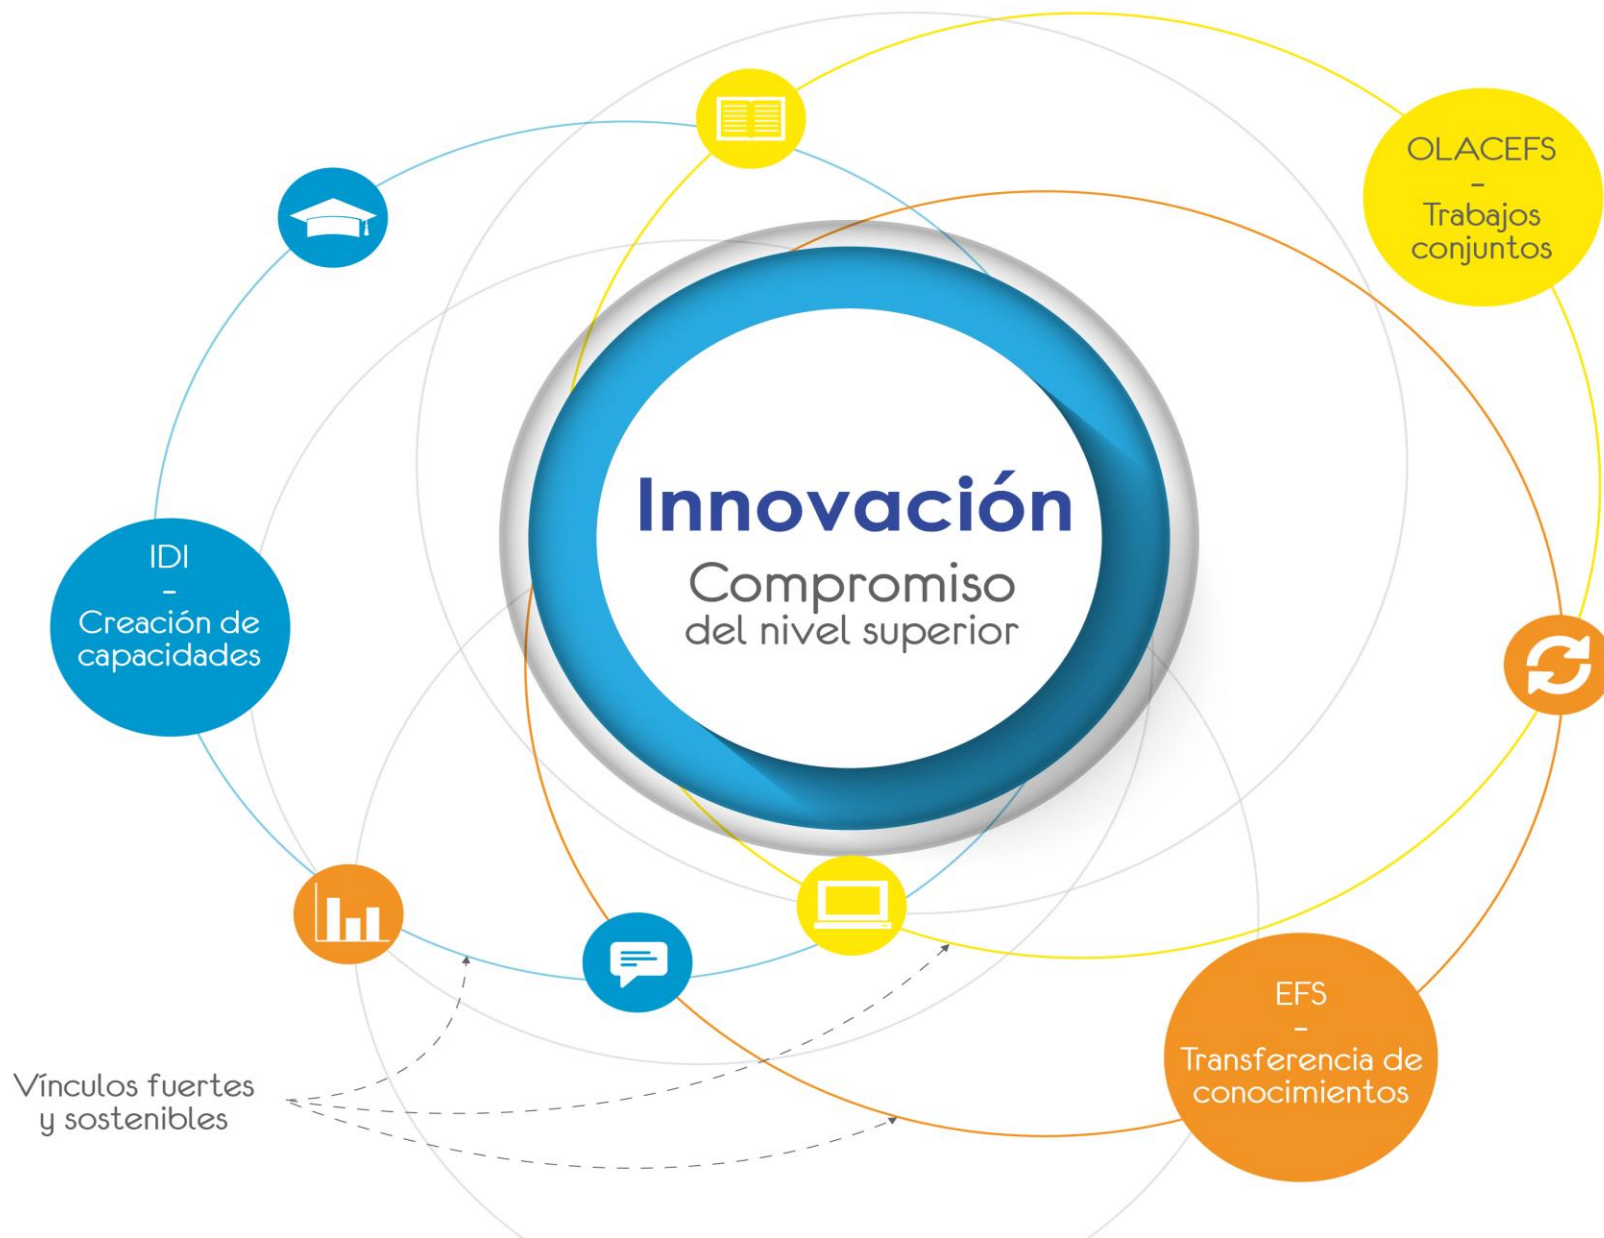 OLACEFS
-
Trabajos
conjuntos
Innovación
Compromiso
del nivel superior
IDI
-
Creación de
capacidades
EFS
-
Transferencia de
conocimientos
Vínculos fuertes
y sostenibles